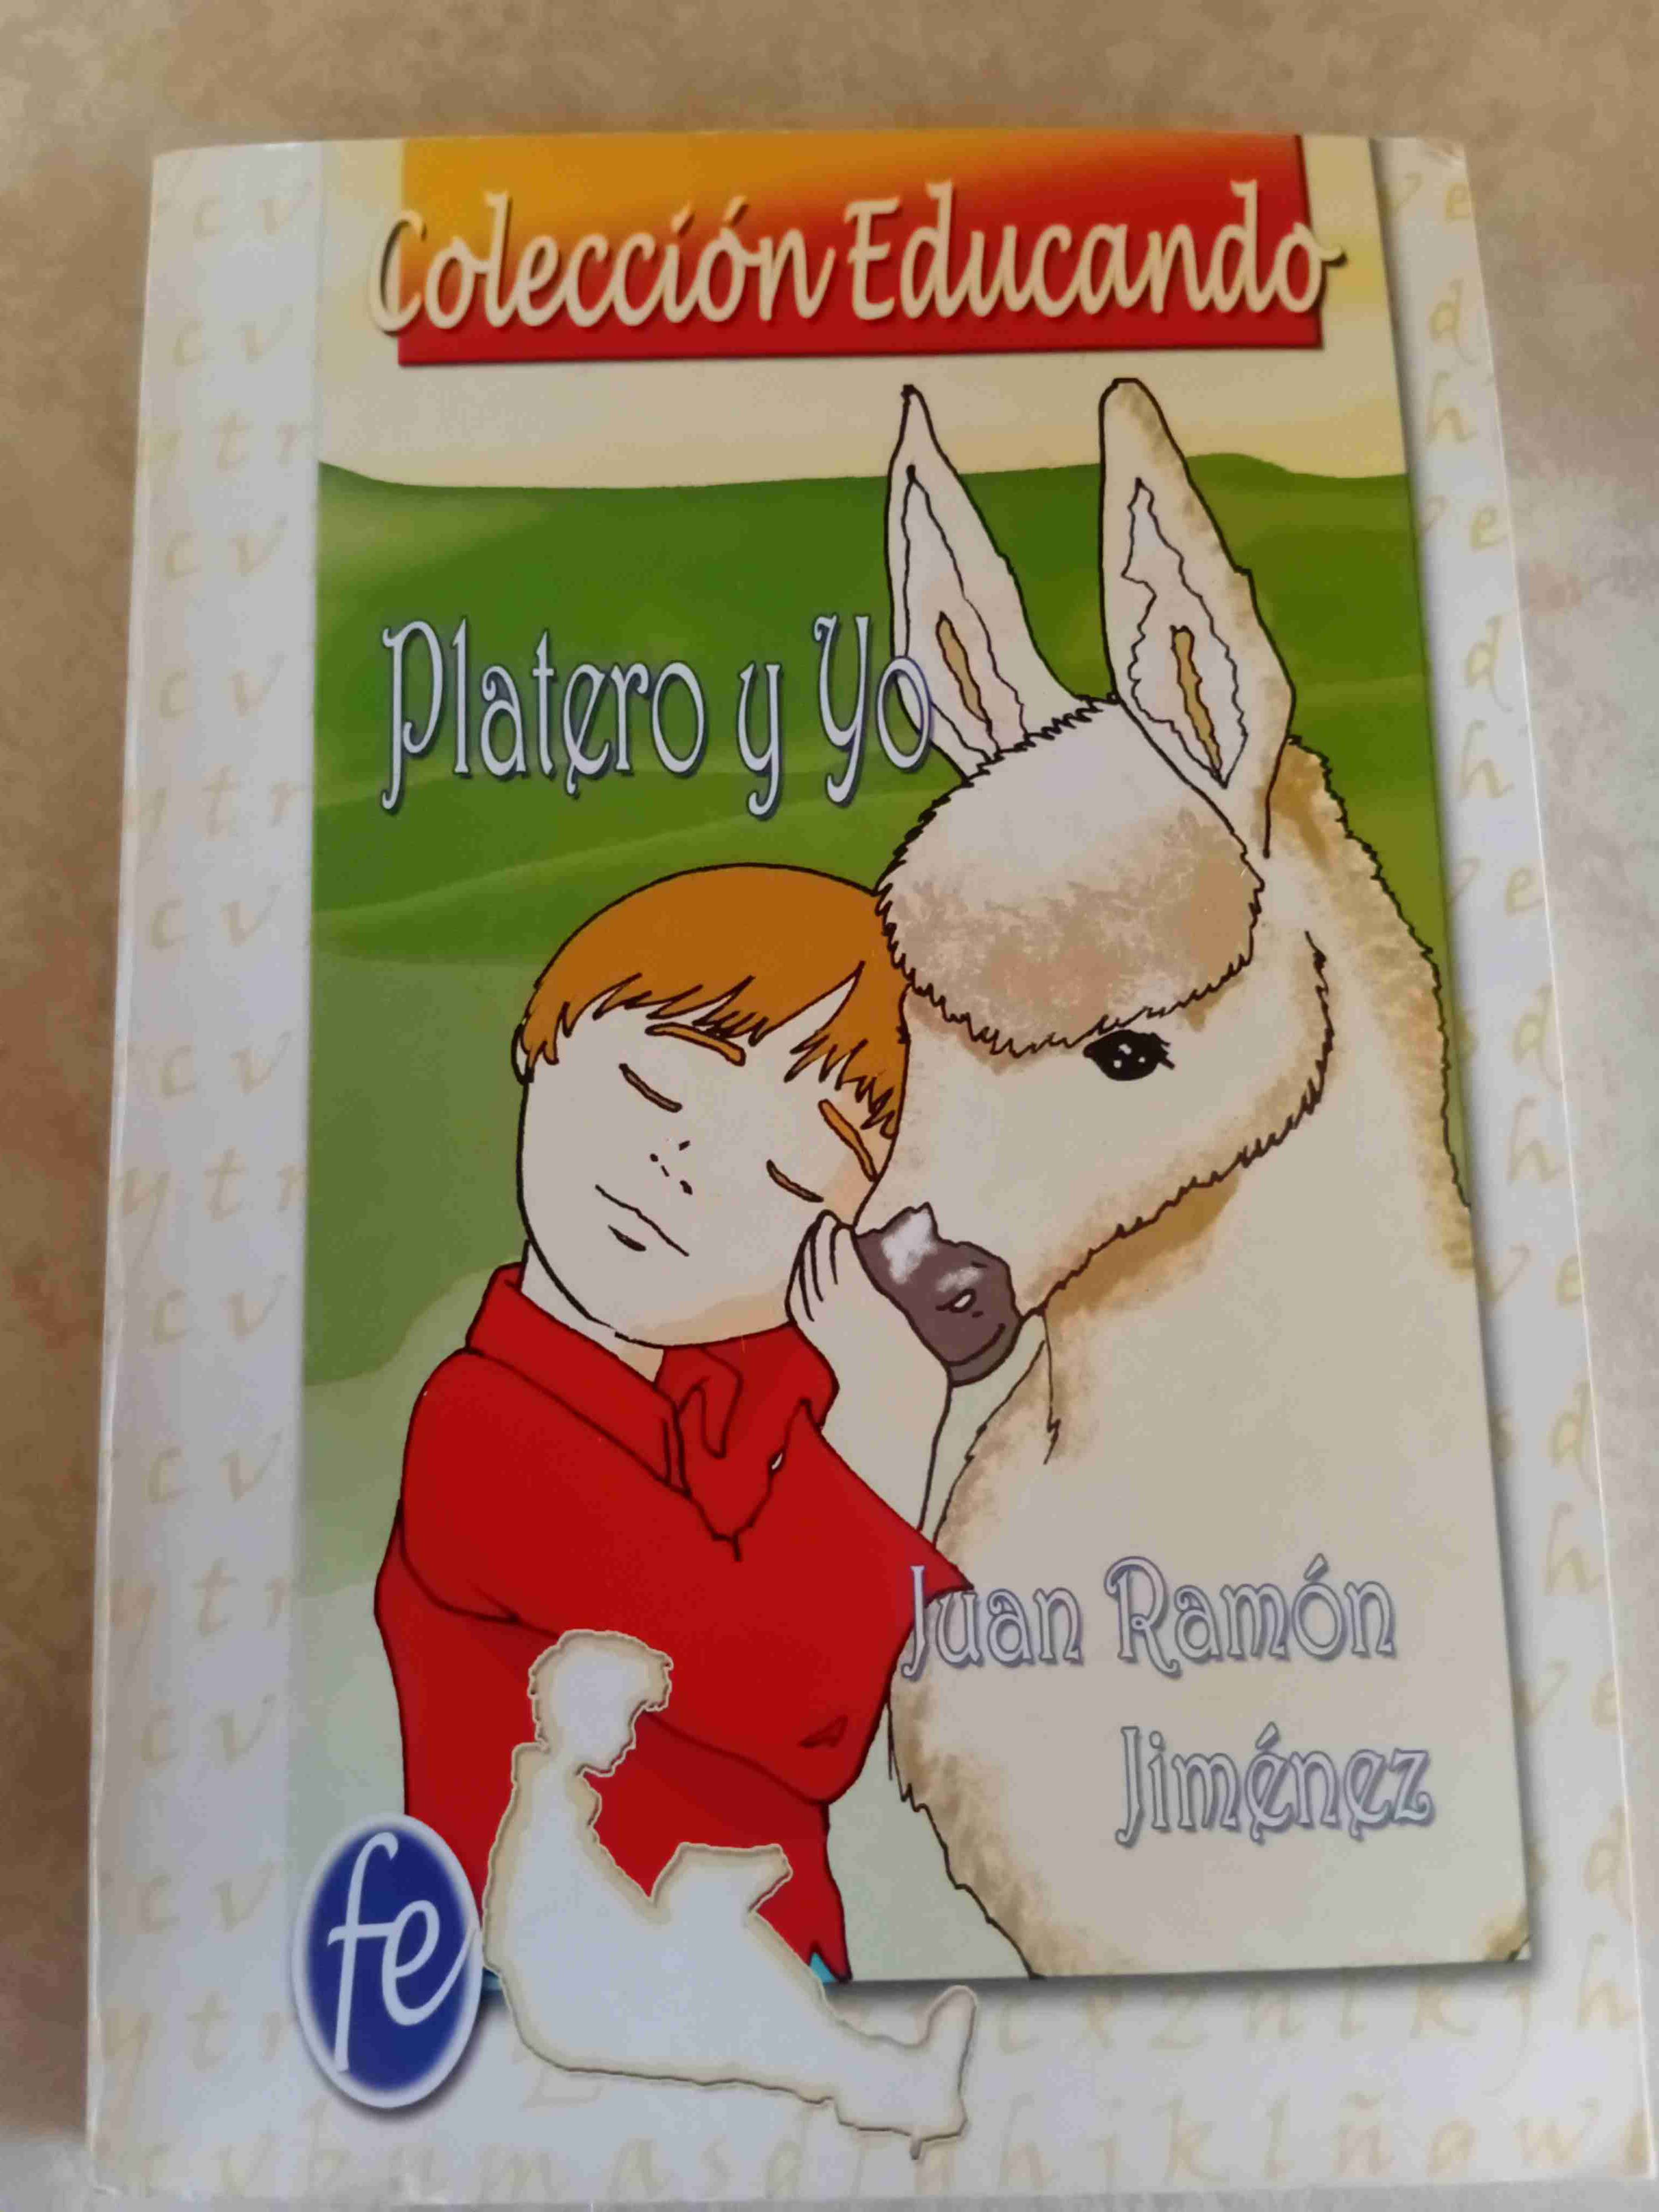 Colección Educando
Platero y Yo
Juan Ramón
Jiménez
fe